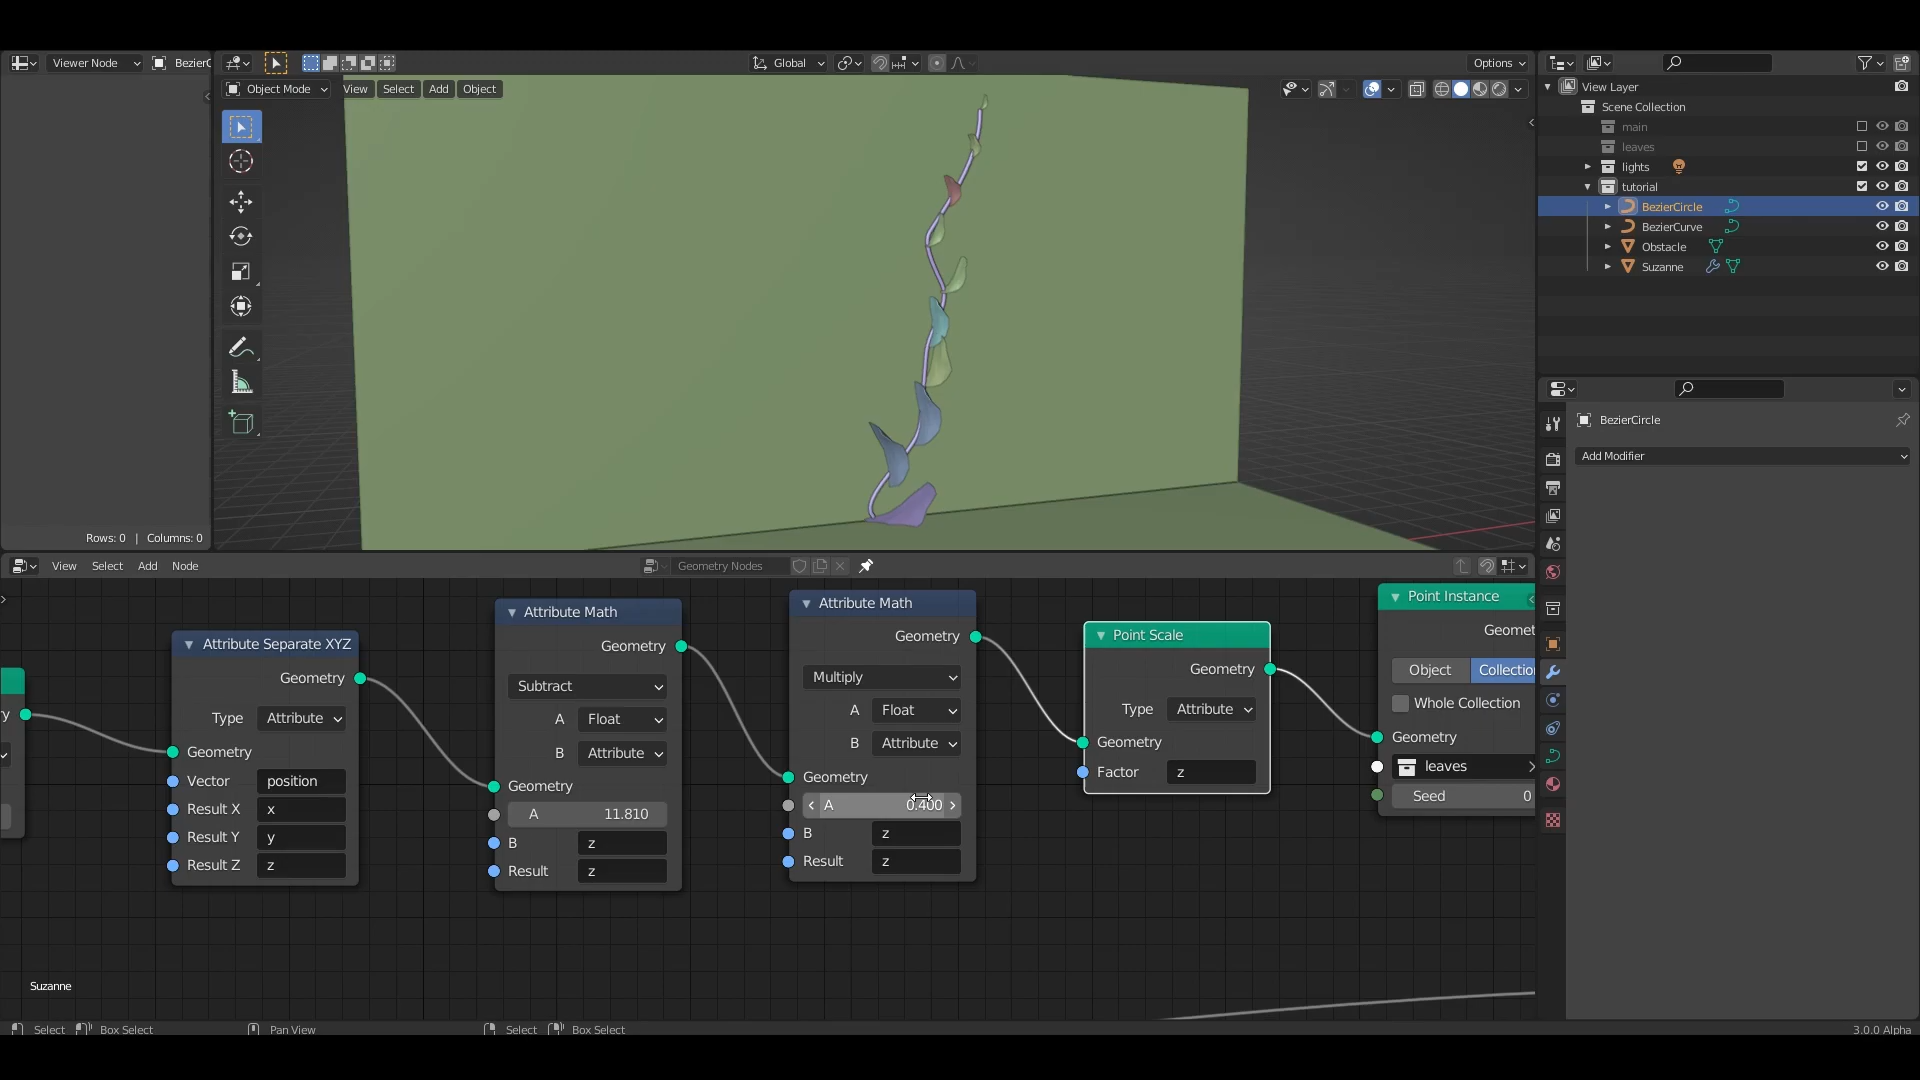 Viewer Node
BezierC
Global
Options
Object Mode
View
Select
Add
Object
View Layer
Scene Collection
main
leaves
lights
tutorial
BezierCircle
BezierCurve
Obstacle
Suzanne
BezierCircle
Add Modifier
Rows: 0 | Columns: 0
View
Select
Add
Node
Geometry Nodes
y
Attribute Separate XYZ
Geometry
Type Attribute
Geometry
Vector position
Result X x
Result Y y
Result Z z
Attribute Math
Geometry
Subtract
A Float
B Attribute
Geometry
A 11.810
B z
Result z
Attribute Math
Geometry
Multiply
A Float
B Attribute
Geometry
A 0.400
B z
Result z
Point Scale
Geometry
Type Attribute
Geometry
Factor z
Point Instance
Geomet
Object
Collection
Whole Collection
Geometry
leaves
Seed 0
Suzanne
Select
Box Select
Pan View
Select
Box Select
3.0.0 Alpha